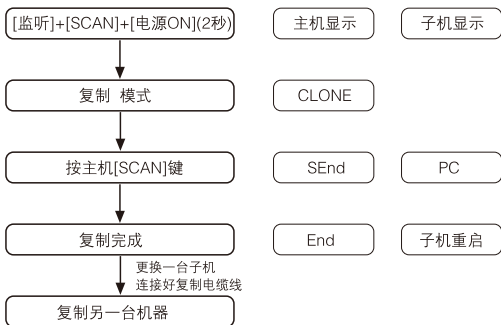 [监听]+[SCAN]+[电源ON](2秒)
主机显示
子机显示
复制 模式
CLONE
按主机[SCAN]键
SEnd
PC
复制完成
End
子机重启
更换一台子机
连接好复制电缆线
复制另一台机器